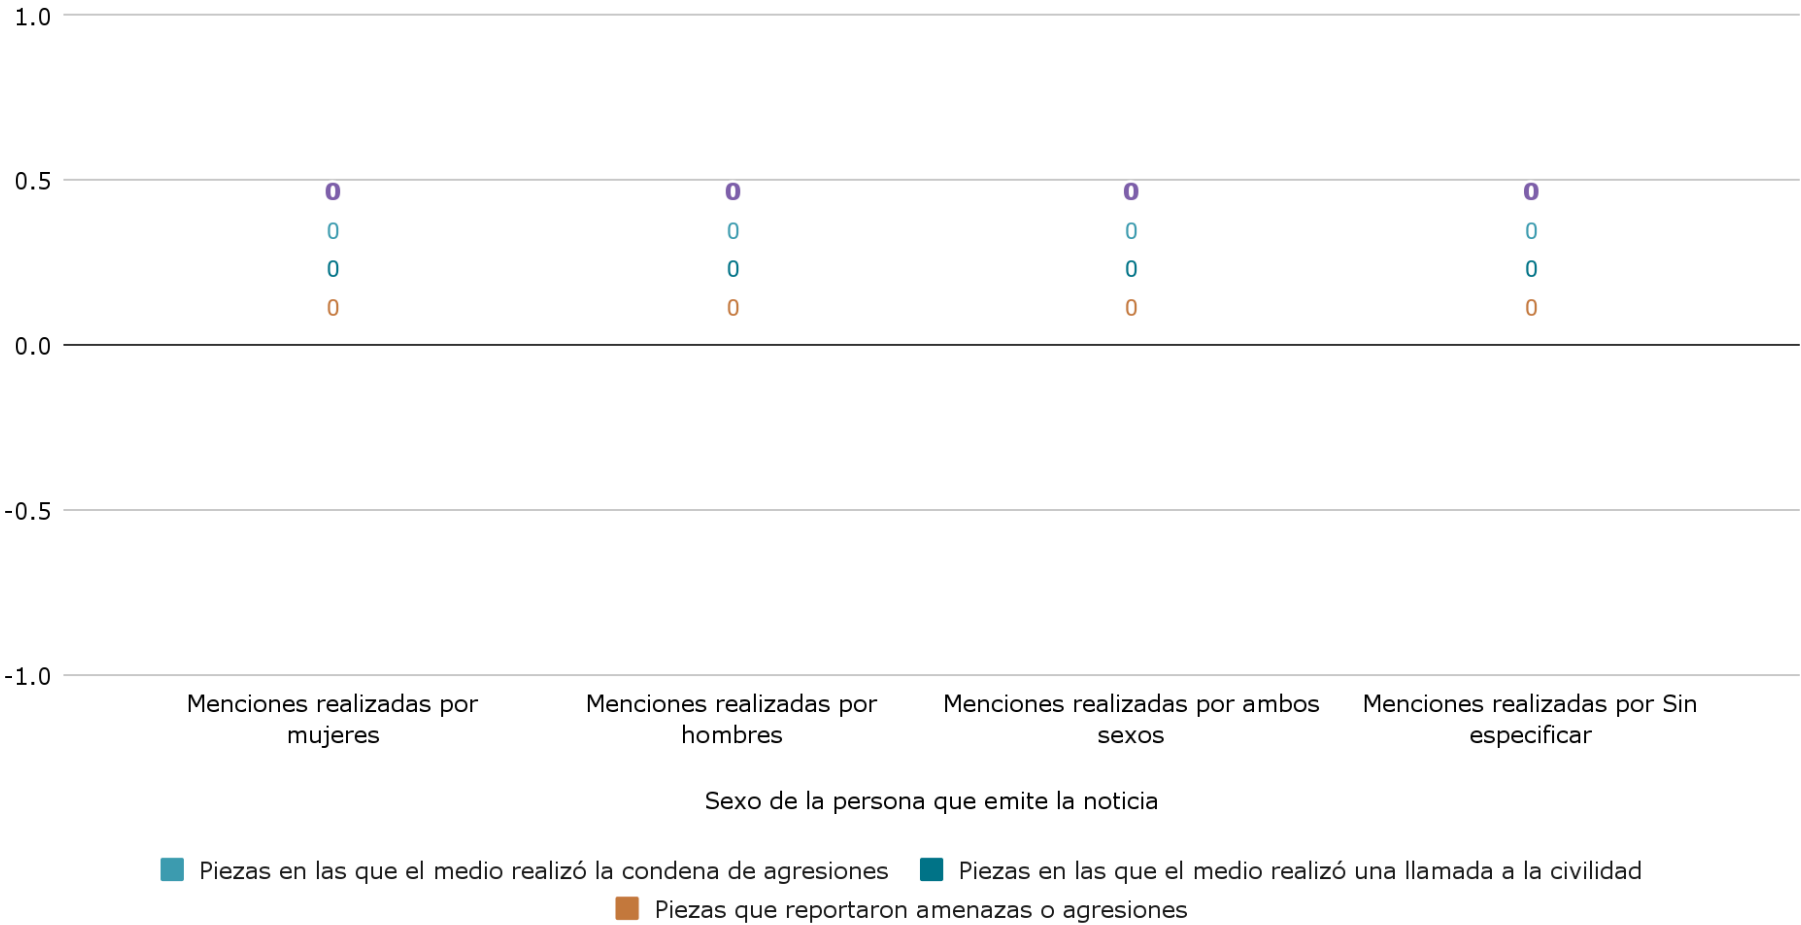 1.0
0.5
0 0 0 0
0 0 0 0
0 0 0 0
0 0 0 0
0.0
-0.5
-1.0
Menciones realizadas por
mujeres
Menciones realizadas por
hombres
Menciones realizadas por ambos
sexos
Menciones realizadas por Sin
especificar
Sexo de la persona que emite la noticia
Piezas en las que el medio realizó la condena de agresiones
Piezas en las que el medio realizó una llamada a la civilidad
Piezas que reportaron amenazas o agresiones